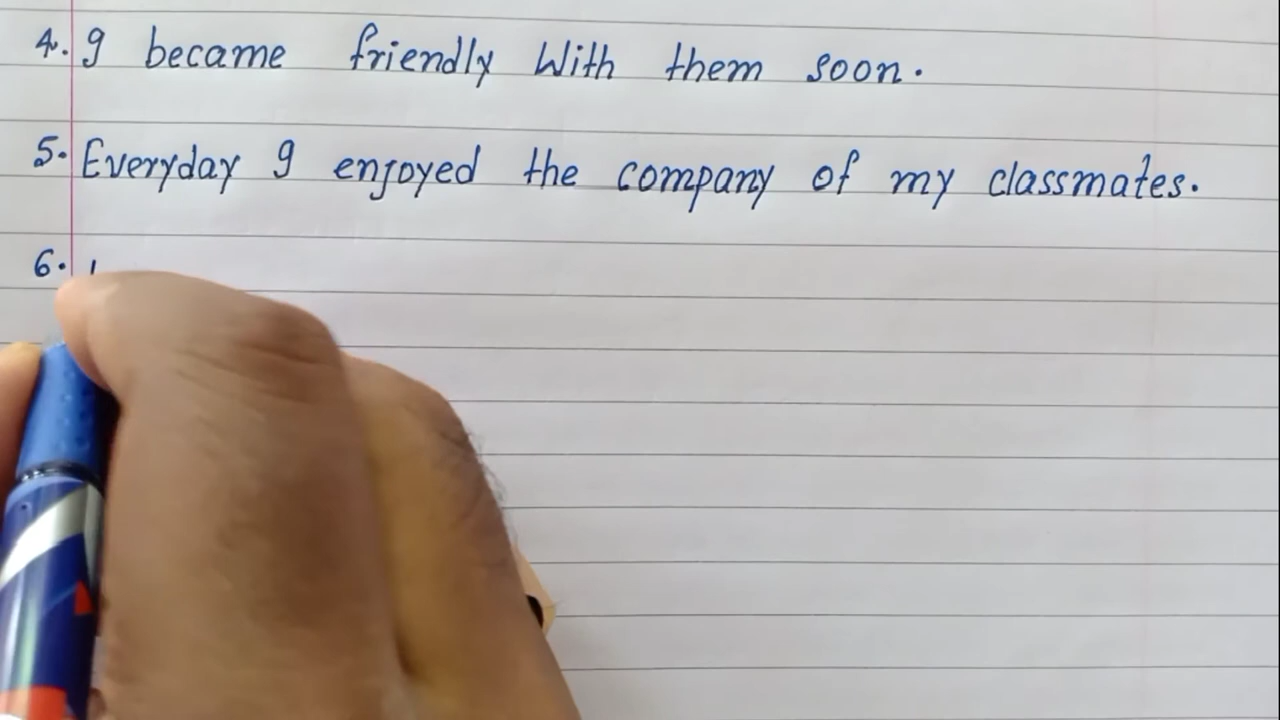 4. I became friendly With them soon.
5. Everyday I enjoyed the company of my classmates.
6.